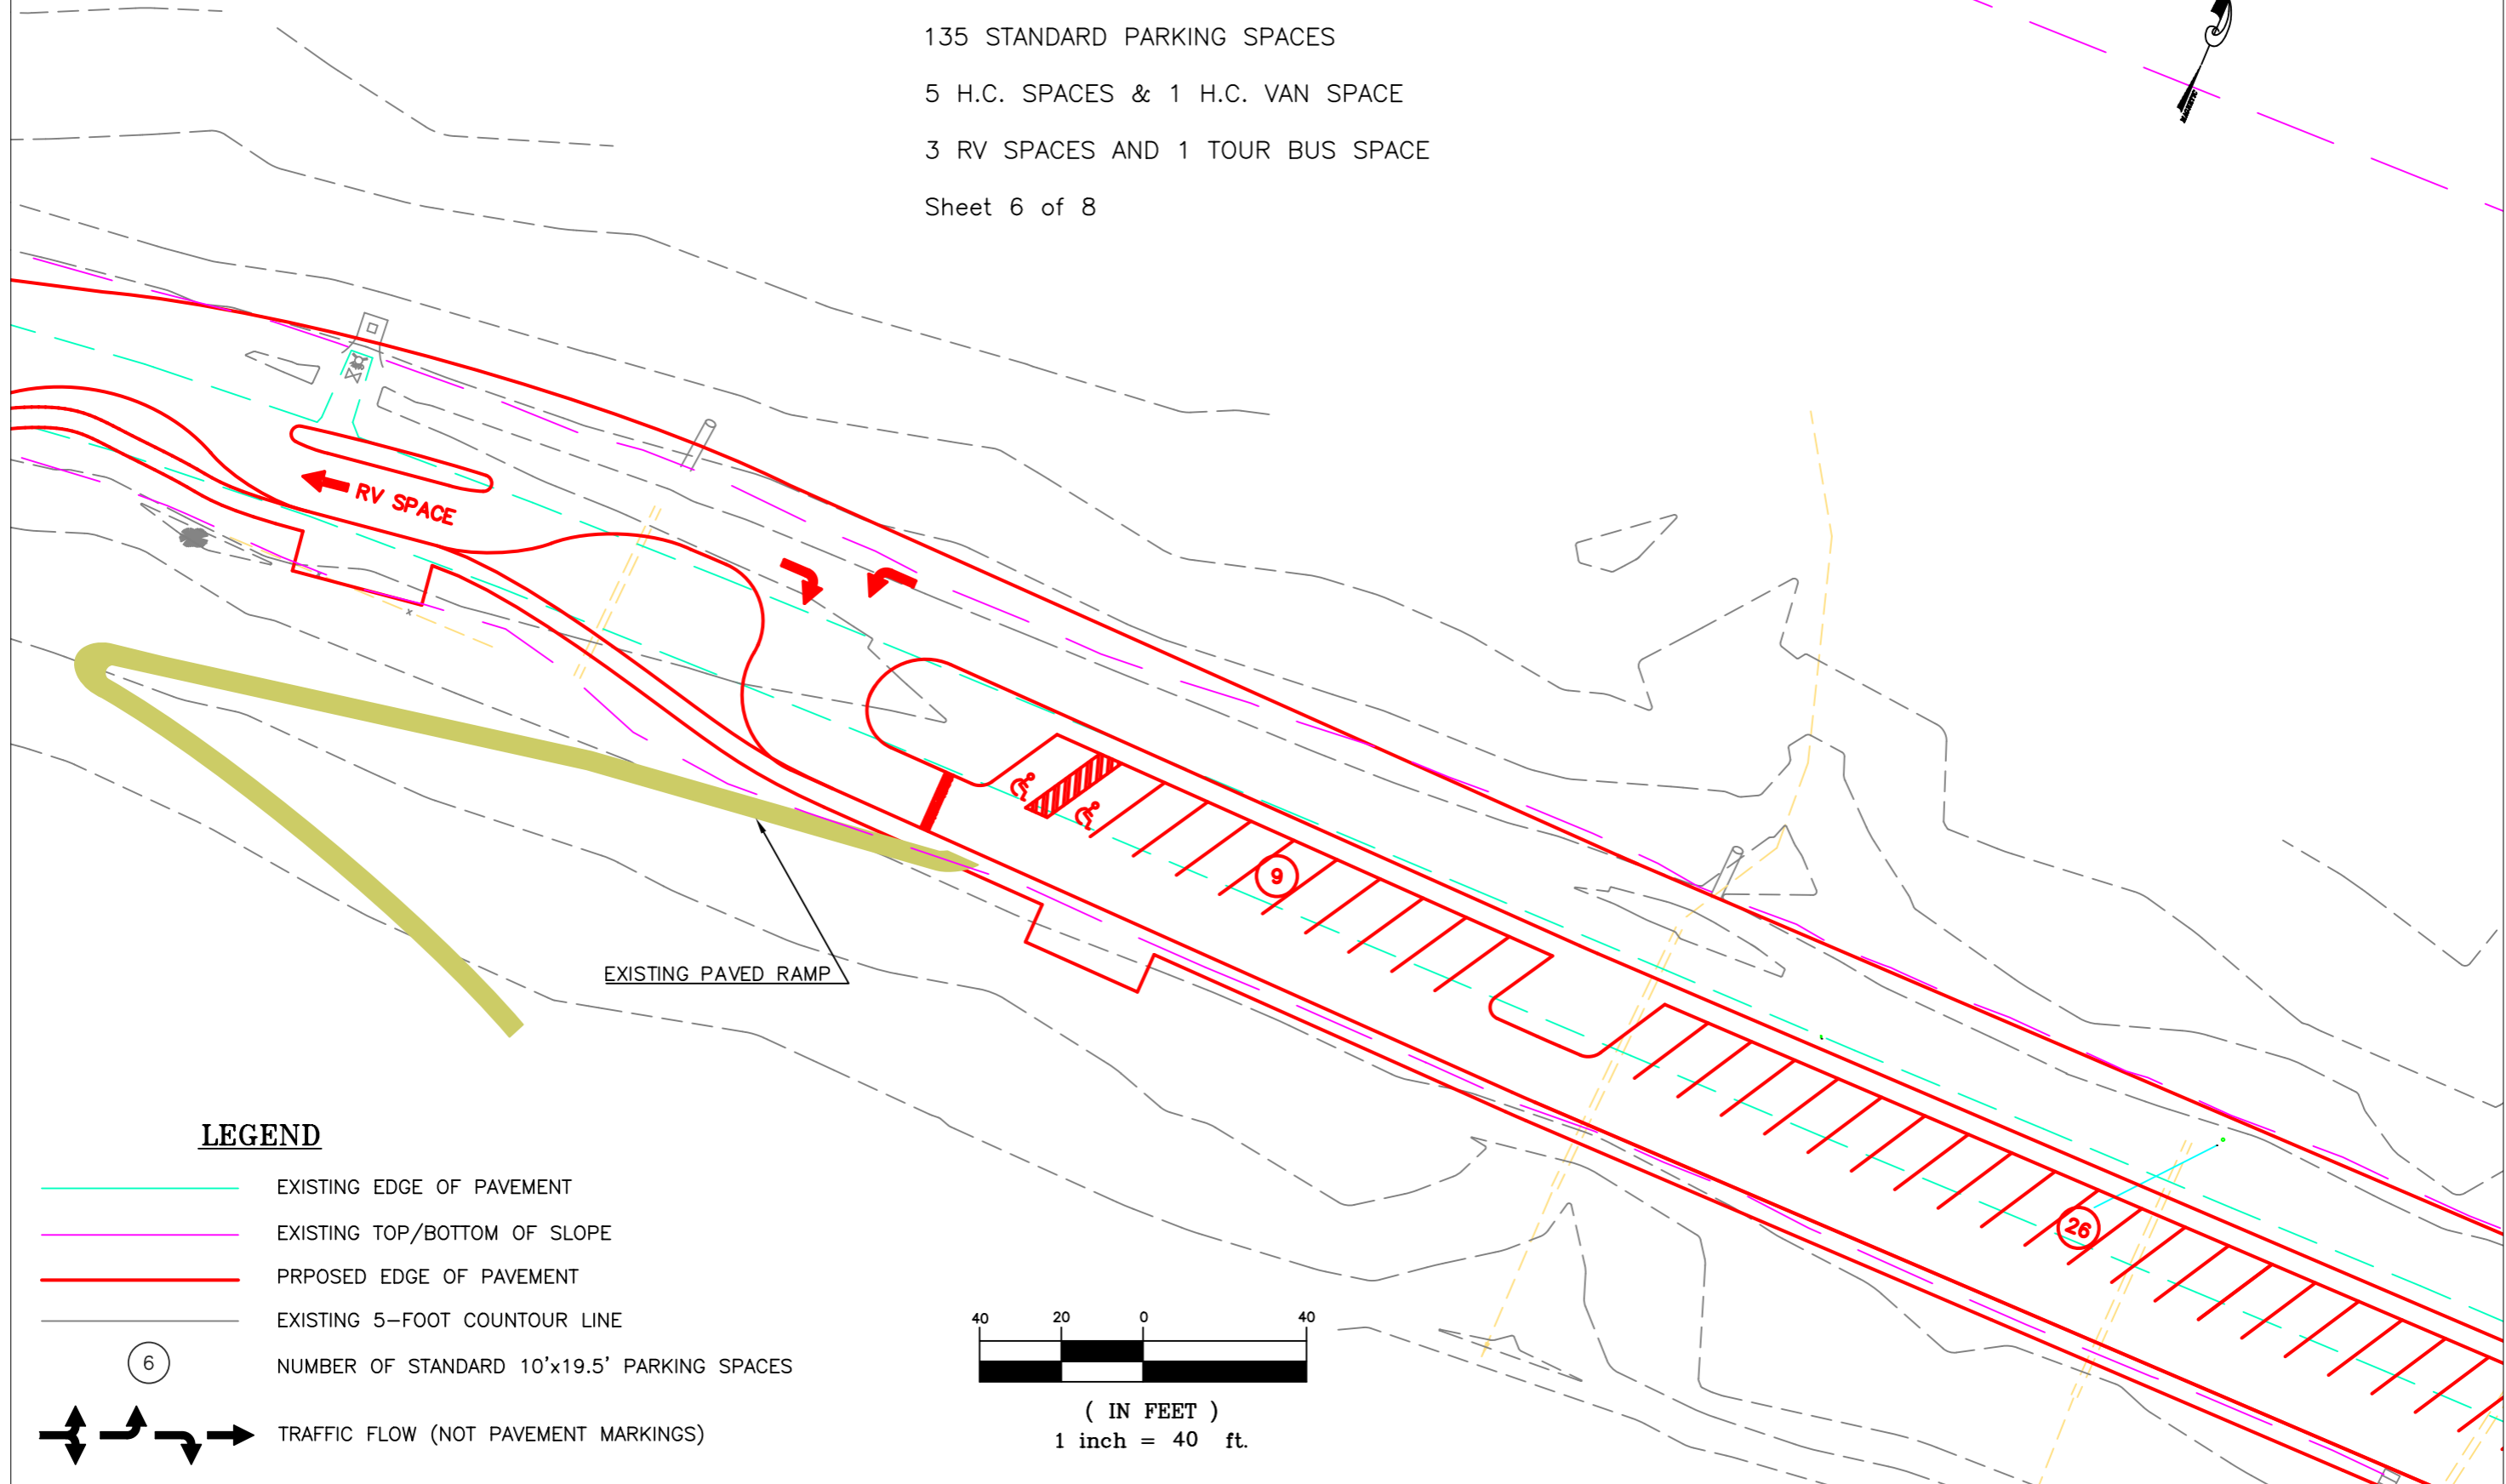 135 STANDARD PARKING SPACES
5 H.C. SPACES & 1 H.C. VAN SPACE
3 RV SPACES AND 1 TOUR BUS SPACE
Sheet 6 of 8
MAGNETIC
RV SPACE
9
EXISTING PAVED RAMP
26
LEGEND
EXISTING EDGE OF PAVEMENT
EXISTING TOP/BOTTOM OF SLOPE
PRPOSED EDGE OF PAVEMENT
EXISTING 5-FOOT COUNTOUR LINE
6 NUMBER OF STANDARD 10'x19.5' PARKING SPACES
TRAFFIC FLOW (NOT PAVEMENT MARKINGS)
40 20 0 40
( IN FEET )
1 inch = 40 ft.